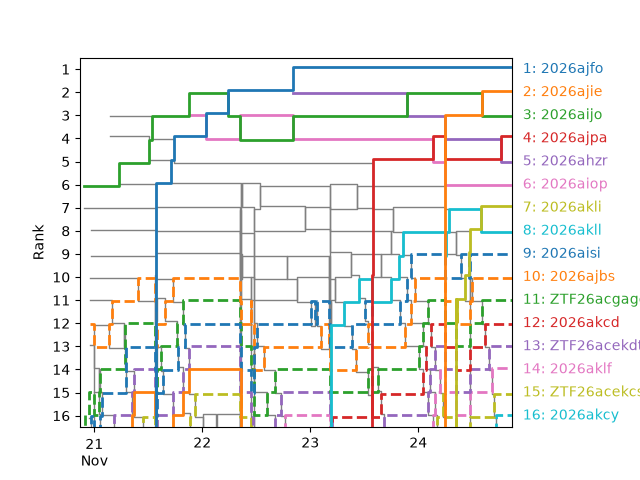 Rank
1
2
3
4
5
6
7
8
9
10
11
12
13
14
15
16
21
22
23
24
Nov
1: 2026ajfo
2: 2026ajie
3: 2026aijo
4: 2026ajpa
5: 2026ahzr
6: 2026aiop
7: 2026akli
8: 2026akll
9: 2026aisi
10: 2026ajbs
11: ZTF26acgag
12: 2026akcd
13: ZTF26acekdt
14: 2026aklf
15: ZTF26acekcs
16: 2026akcy